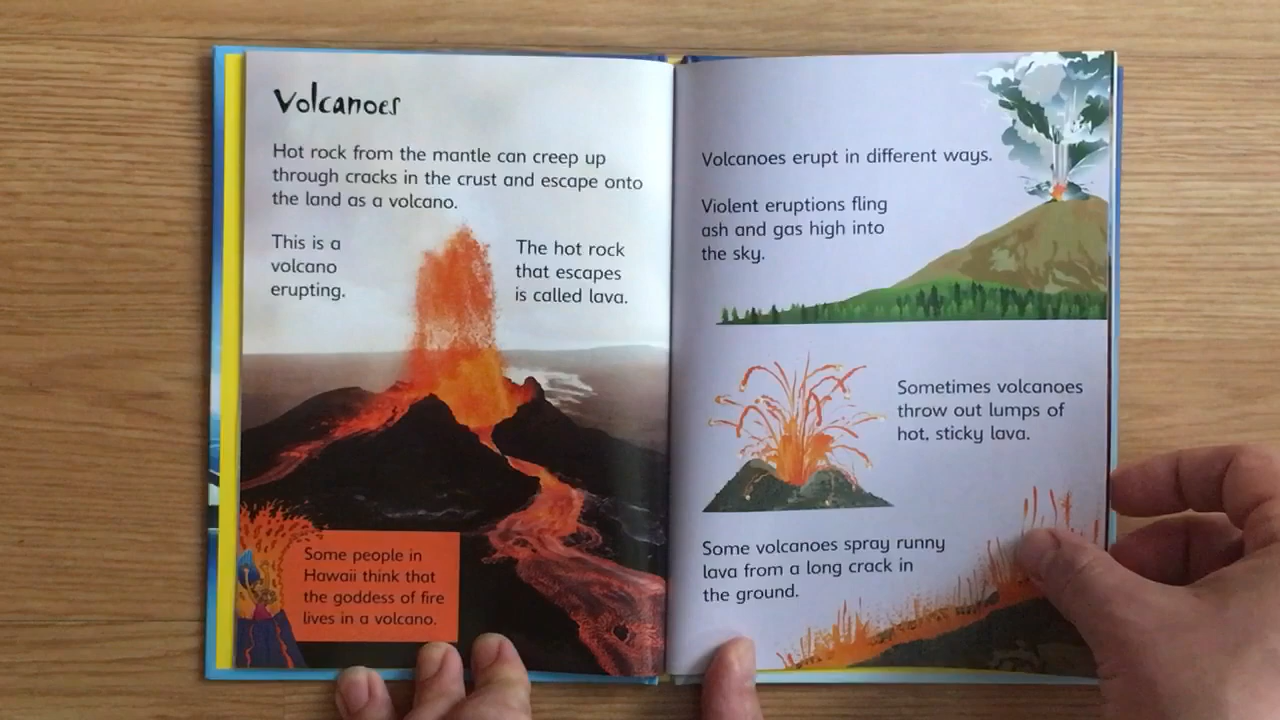 Volcanoes
Hot rock from the mantle can creep up
through cracks in the crust and escape onto
the land as a volcano.
This is a
volcano
erupting.
The hot rock
that escapes
is called lava.
Some people in
Hawaii think that
the goddess of fire
lives in a volcano.
Volcanoes erupt in different ways.
Violent eruptions fling
ash and gas high into
the sky.
Sometimes volcanoes
throw out lumps of
hot, sticky lava.
Some volcanoes spray runny
lava from a long crack in
the ground.